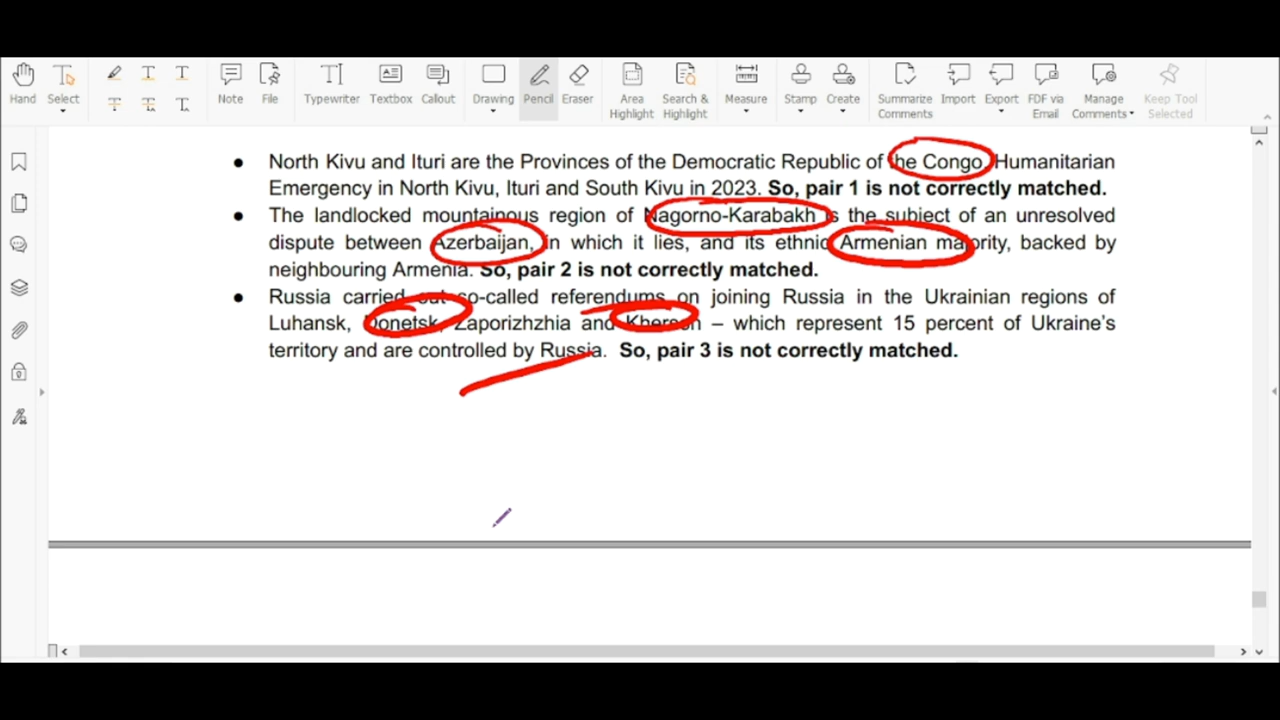 Hand Select Note File Typewriter Textbox Callout Drawing Pencil Eraser Area Highlight Search & Highlight Measure Stamp Create Summarize Comments Import Export FDF via Email Manage Comments Keep Tool Selected
● North Kivu and Ituri are the Provinces of the Democratic Republic of the Congo. Humanitarian
Emergency in North Kivu, Ituri and South Kivu in 2023. So, pair 1 is not correctly matched.
● The landlocked mountainous region of Nagorno-Karabakh is the subject of an unresolved
dispute between Azerbaijan, in which it lies, and its ethnic Armenian majority, backed by
neighbouring Armenia. So, pair 2 is not correctly matched.
● Russia carried out so-called referendums on joining Russia in the Ukrainian regions of
Luhansk, Donetsk, Zaporizhzhia and Kherson – which represent 15 percent of Ukraine's
territory and are controlled by Russia. So, pair 3 is not correctly matched.